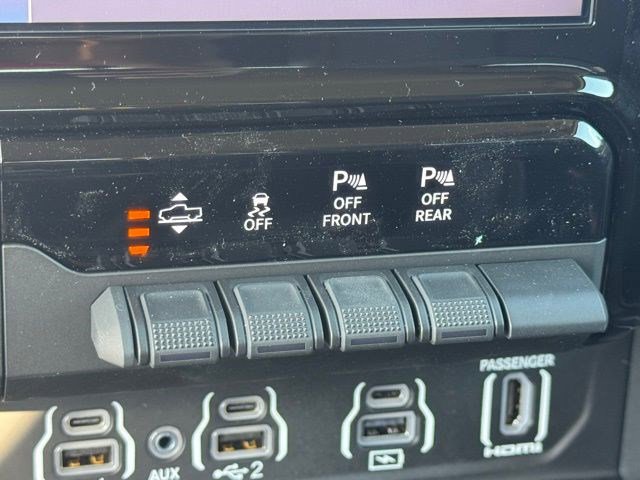 OFF
P
OFF
FRONT
P
OFF
REAR
PASSENGER
AUX
2
HDMI